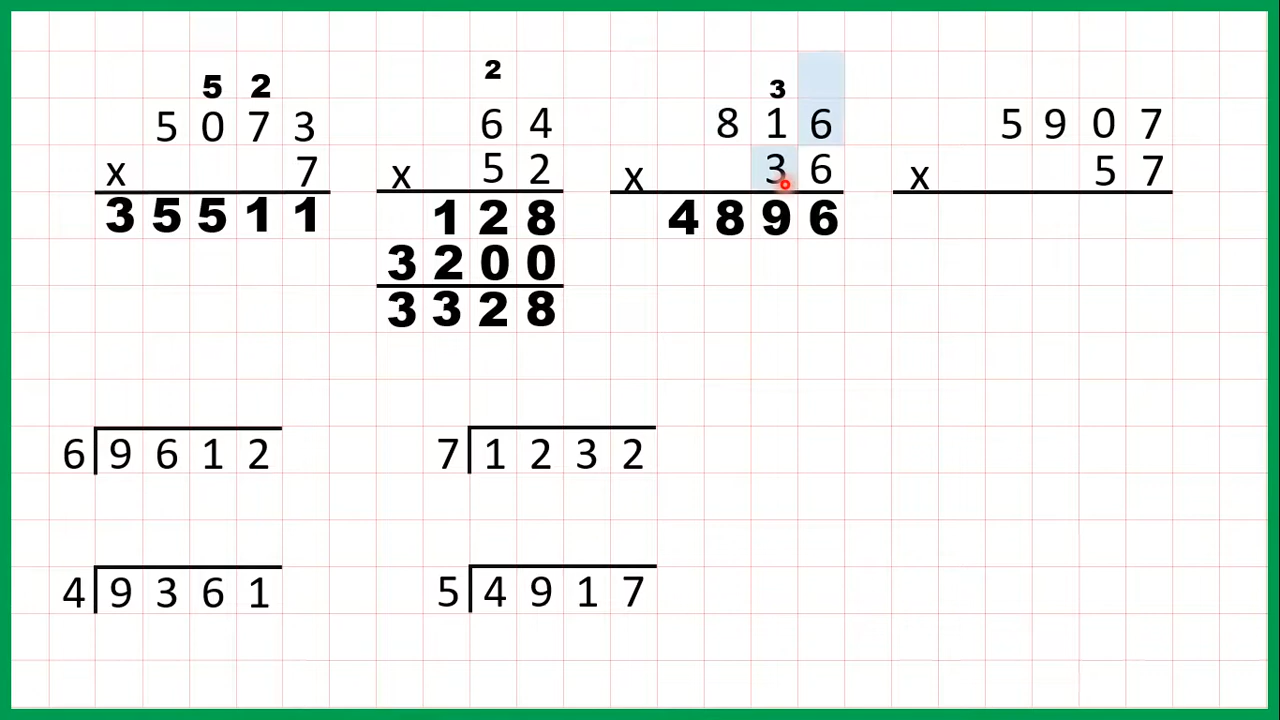 5 2
5 0 7 3
x 7
3 5 5 1 1
2
6 4
x 5 2
1 2 8
3 2 0 0
3 3 2 8
3
8 1 6
x 3 6
4 8 9 6
5 9 0 7
x 5 7
6 9 6 1 2
7 1 2 3 2
4 9 3 6 1
5 4 9 1 7